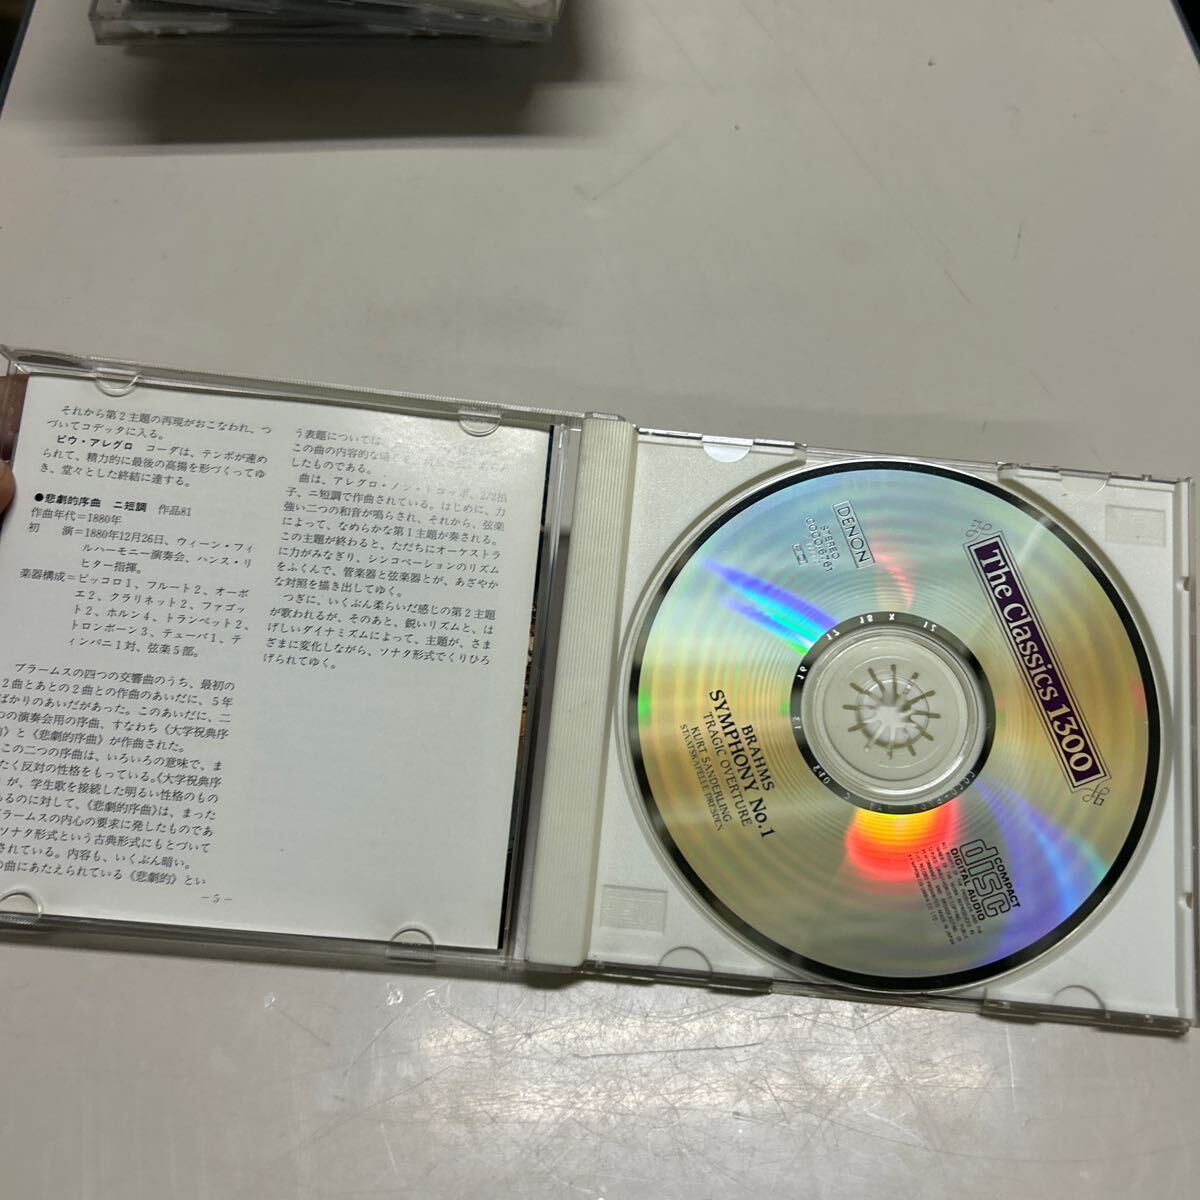 それから第2主題の再現がおこなわれ、つ
づいてコデッタに入る。
ピウ・アレグロ　コーダは、テンポが速め
られて、精力的に最後の高揚を形づくってゆ
き、堂々とした終結に達する。
●悲劇的序曲　ニ短調　作品81
作曲年代＝1880年
初　　演＝1880年12月26日、ウィーン・フィ
ルハーモニー演奏会、ハンス・リ
ヒター指揮。
楽器構成＝ピッコロ1、フルート2、オーボ
エ2、クラリネット2、ファゴッ
ト2、ホルン4、トランペット2、
トロンボーン3、テューバ1、テ
ィンパニ1対、弦楽5部。
ブラームスの四つの交響曲のうち、最初の
2曲とあとの2曲との作曲のあいだに、5年
ばかりのあいだがあった。このあいだに、二
つの演奏会用の序曲、すなわち《大学祝典序
曲》と《悲劇的序曲》が作曲された。
この二つの序曲は、いろいろの意味で、ま
たく反対の性格をもっている。《大学祝典序
が、学生歌を接続した明るい性格のもの
あるのに対して、《悲劇的序曲》は、まった
ブラームスの内心の要求に発したものであ
ソナタ形式という古典形式にもとづいて
されている。内容も、いくぶん暗い。
の曲にあたえられている《悲劇的》とい
う表題については、
この曲の内容的な暗
したものである。
曲は、アレグロ・ノン・トロッポ、2/2拍
子、ニ短調で作曲されている。はじめに、力
強い二つの和音が鳴らされ、それから、弦楽
によって、なめらかな第1主題が奏される。
この主題が終わると、ただちにオーケストラ
に力がみなぎり、シンコペーションのリズム
をふくんで、管楽器と弦楽器とが、あざやか
な対照を描き出してゆく。
つぎに、いくぶん柔らいだ感じの第2主題
が歌われるが、そのあと、鋭いリズムと、は
げしいダイナミズムによって、主題が、さま
ざまに変化しながら、ソナタ形式でくりひろ
げられてゆく。
－5－
The Classics 1300
DENON
STEREO
COCO-6761
BRAHMS
SYMPHONY No.1
TRAGIC OVERTURE
KURT SANDERLING
STAATSKAPELLE DRESDEN
COMPACT
disc
DIGITAL AUDIO